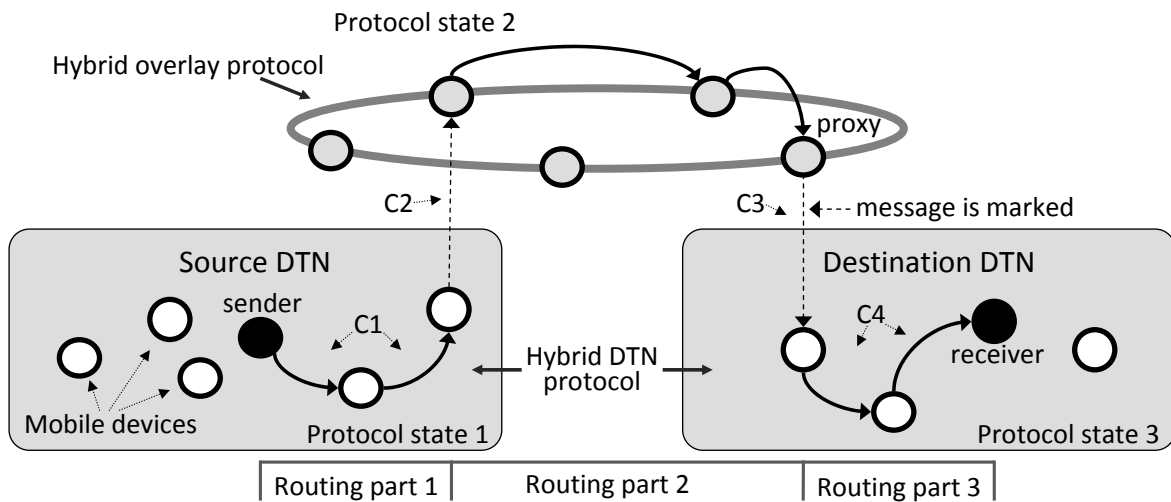 Protocol state 2
Hybrid overlay protocol
proxy
C2
C3
message is marked
Source DTN
sender
C1
Mobile devices
Protocol state 1
Hybrid DTN
protocol
Destination DTN
C4
receiver
Protocol state 3
Routing part 1
Routing part 2
Routing part 3